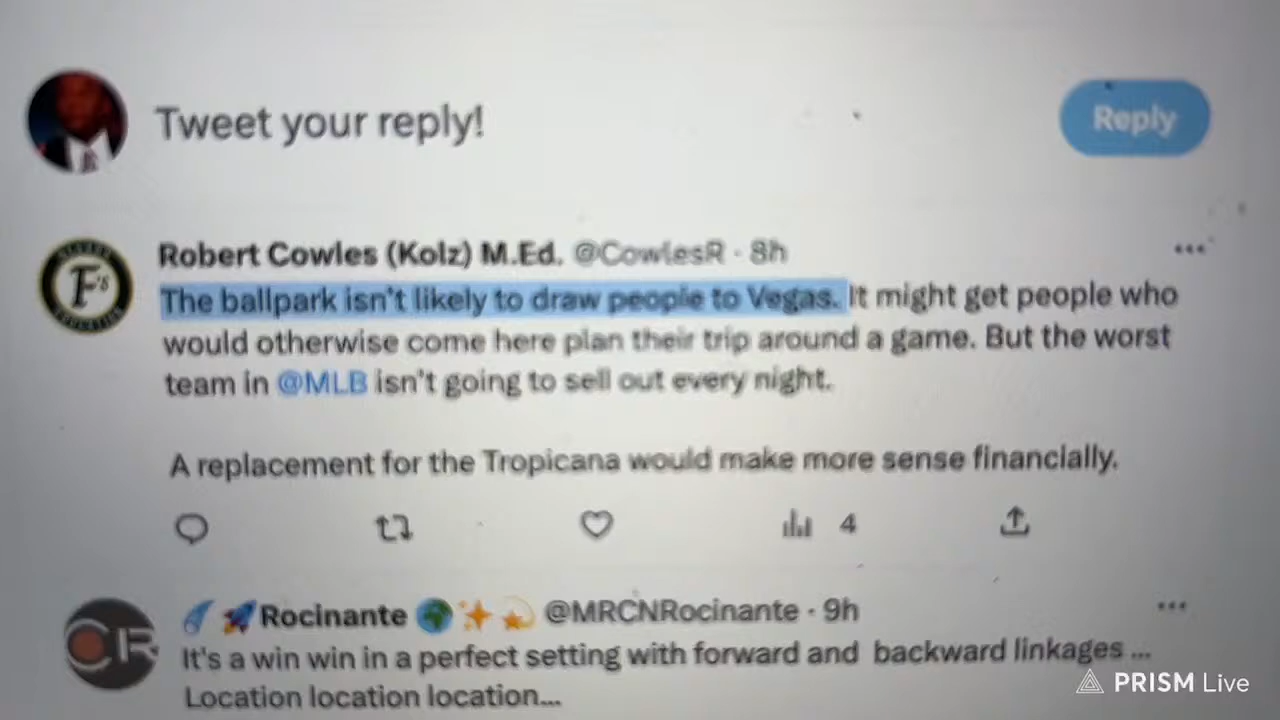 Tweet your reply!
Reply
Robert Cowles (Kolz) M.Ed. @CowlesR · 8h
The ballpark isn't likely to draw people to Vegas. It might get people who
would otherwise come here plan their trip around a game. But the worst
team in @MLB isn't going to sell out every night.
A replacement for the Tropicana would make more sense financially.
4
F's
Rocinante @MRCNRocinante · 9h
It's a win win in a perfect setting with forward and backward linkages ...
Location location location...
CR
PRISM Live